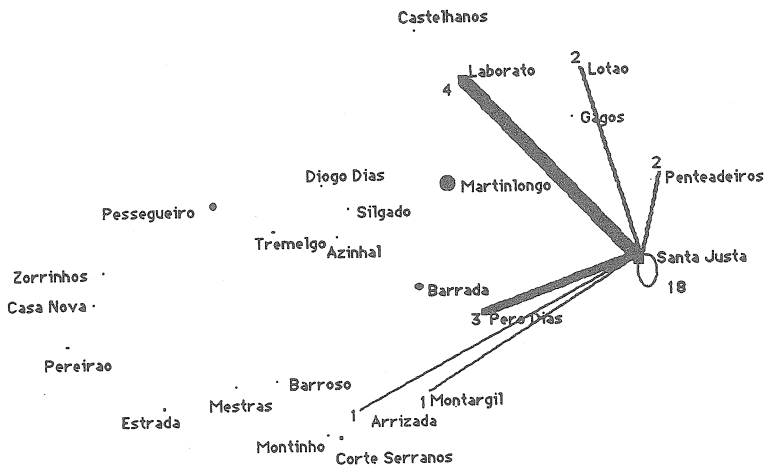 Castelhanos
2
Laborato
Lotao
4
Gagos
2
Diogo Dias
Martinlongo
Penteadeiros
Pessegueiro
Silgado
Tremelgo
Azinhal
Santa Justa
Zorrinhos
18
Barrada
Casa Nova
3 Pero Dias
Pereirao
Barroso
1 Montargil
Mestras
1
Estrada
Arrizada
Montinho
Corte Serranos